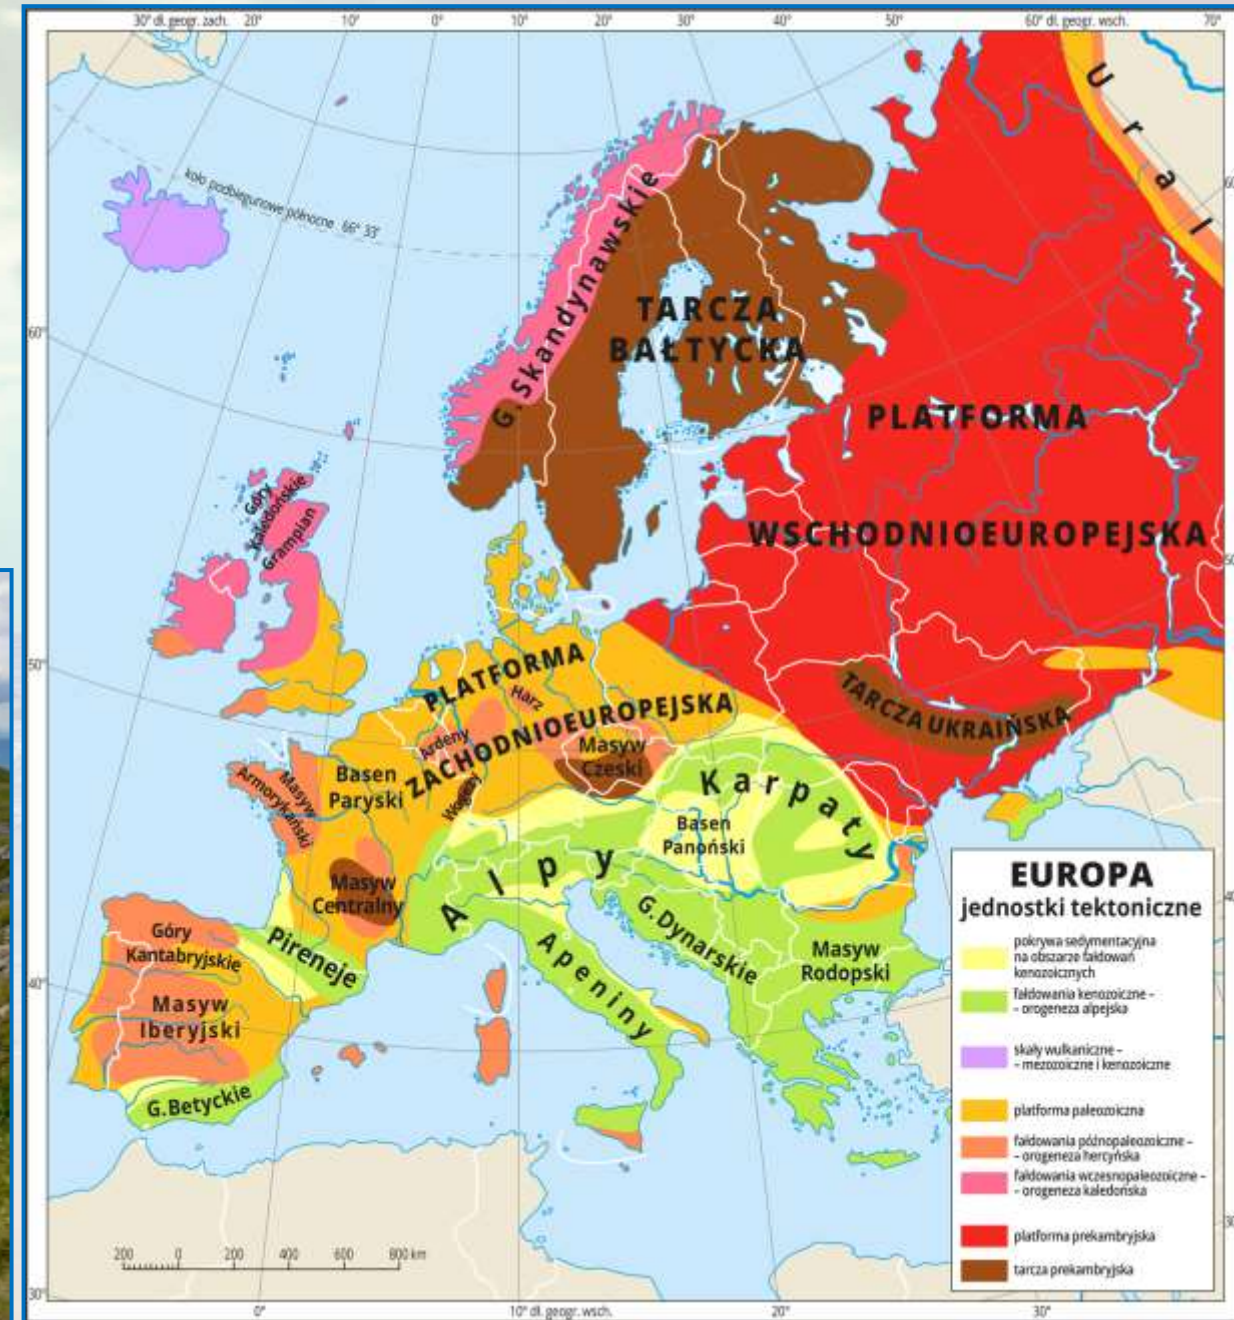 30° dł. geogr. zach. 20° 10° 0° 10° 20° 30° 40° 50° 60° dł. geogr. wsch. 70°
Ural
koło podbiegunowe północne 66° 33'
G. Skandynawskie
TARCZA
BAŁTYCKA
60°
60°
PLATFORMA
WSCHODNIOEUROPEJSKA
Góry
Kaledońskie
Grampian
50°
50°
PLATFORMA
ZACHODNIOEUROPEJSKA
Harz
Ardeny
Wogezy
Masyw
Czeski
TARCZA UKRAIŃSKA
Masyw
Armorykański
Basen
Paryski
Karpaty
Basen
Panoński
Alpy
Masyw
Centralny
Góry
Kantabryjskie
Pireneje
Apeniny
G. Dynarskie
Masyw
Rodopski
Masyw
Iberyjski
G. Betyckie
40°
40°
EUROPA
jednostki tektoniczne
pokrywa sedymentacyjna
na obszarze fałdowań
kenozoicznych
fałdowania kenozoiczne –
– orogeneza alpejska
skały wulkaniczne –
– mezozoiczne i kenozoiczne
platforma paleozoiczna
fałdowania późnopaleozoiczne –
– orogeneza hercyńska
fałdowania wczesnopaleozoiczne –
– orogeneza kaledońska
platforma prekambryjska
tarcza prekambryjska
200 0 200 400 600 800 km
30°
30°
0° 10° dł. geogr. wsch. 20° 30°